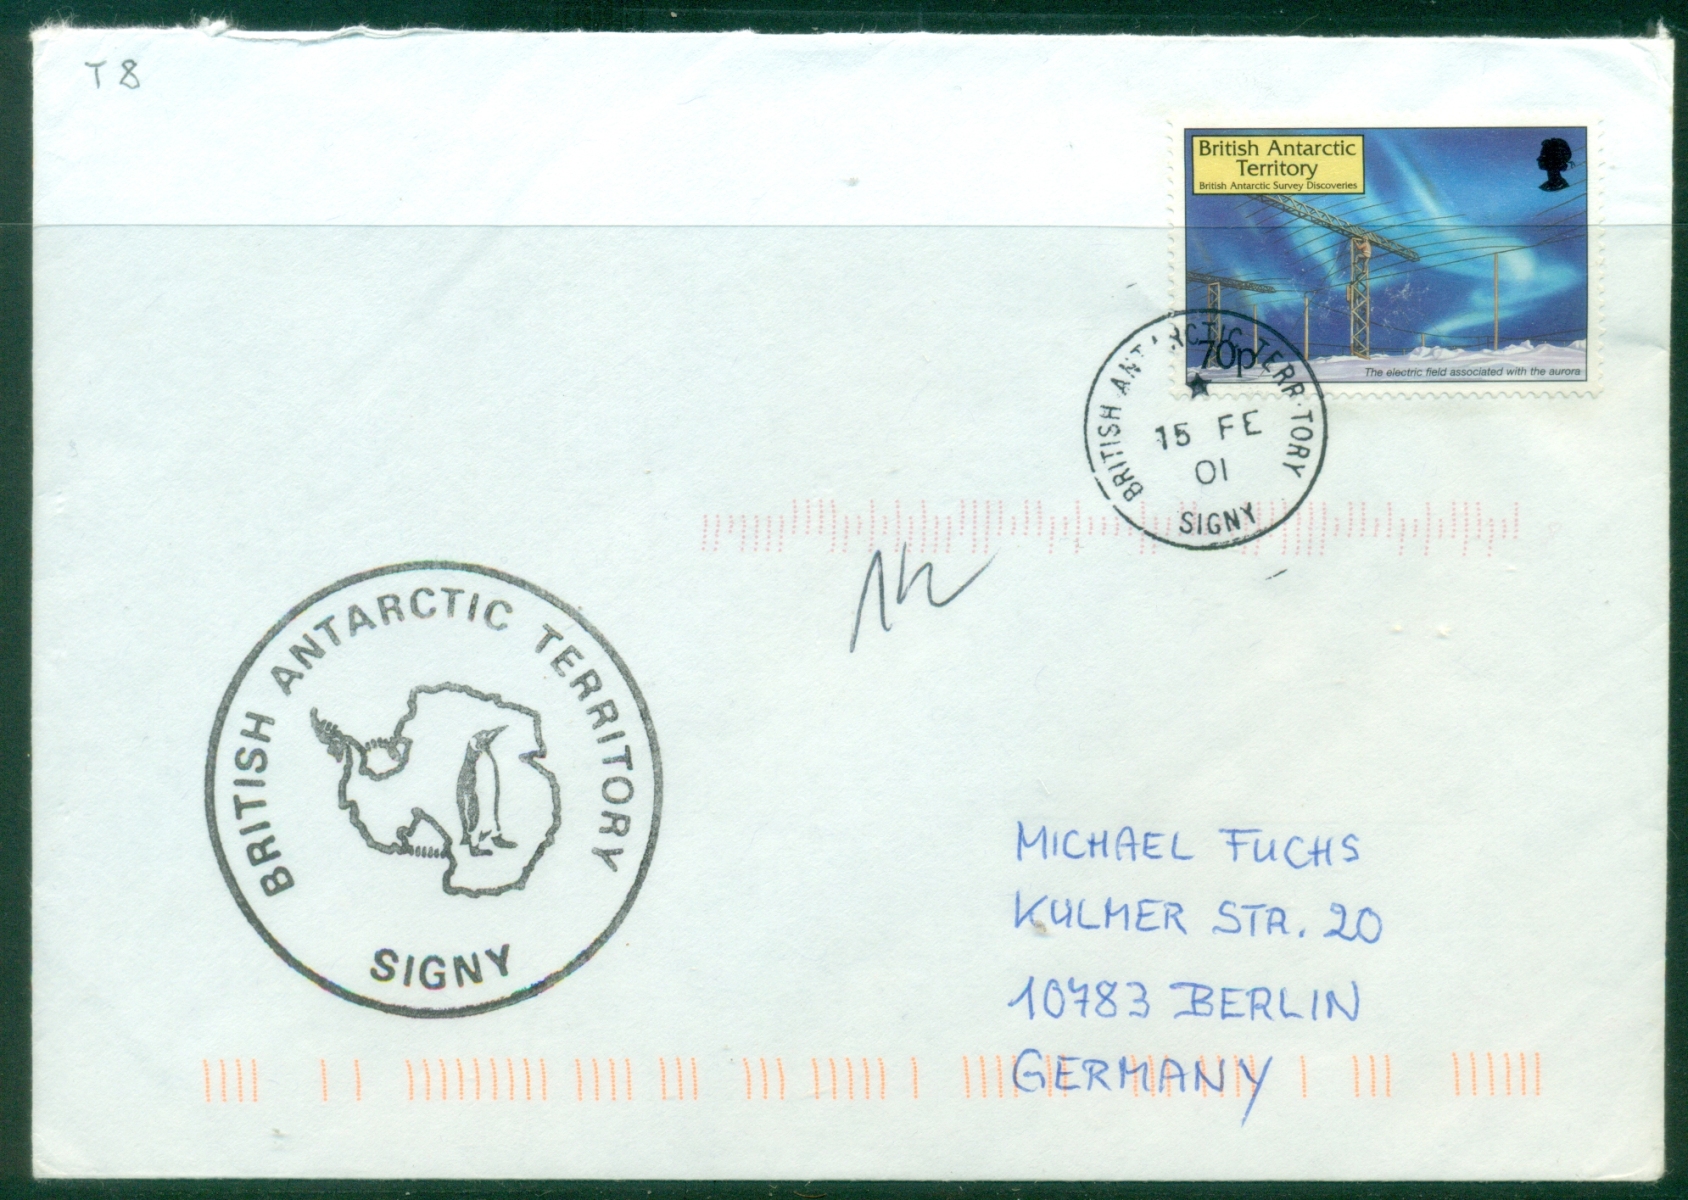 T8
British Antarctic
Territory
British Antarctic Survey Discoveries
70p
The electric field associated with the aurora
BRITISH ANTARCTIC TERRITORY
15 FE
01
SIGNY
BRITISH ANTARCTIC TERRITORY
SIGNY
MICHAEL FUCHS
KULMER STR. 20
10783 BERLIN
GERMANY